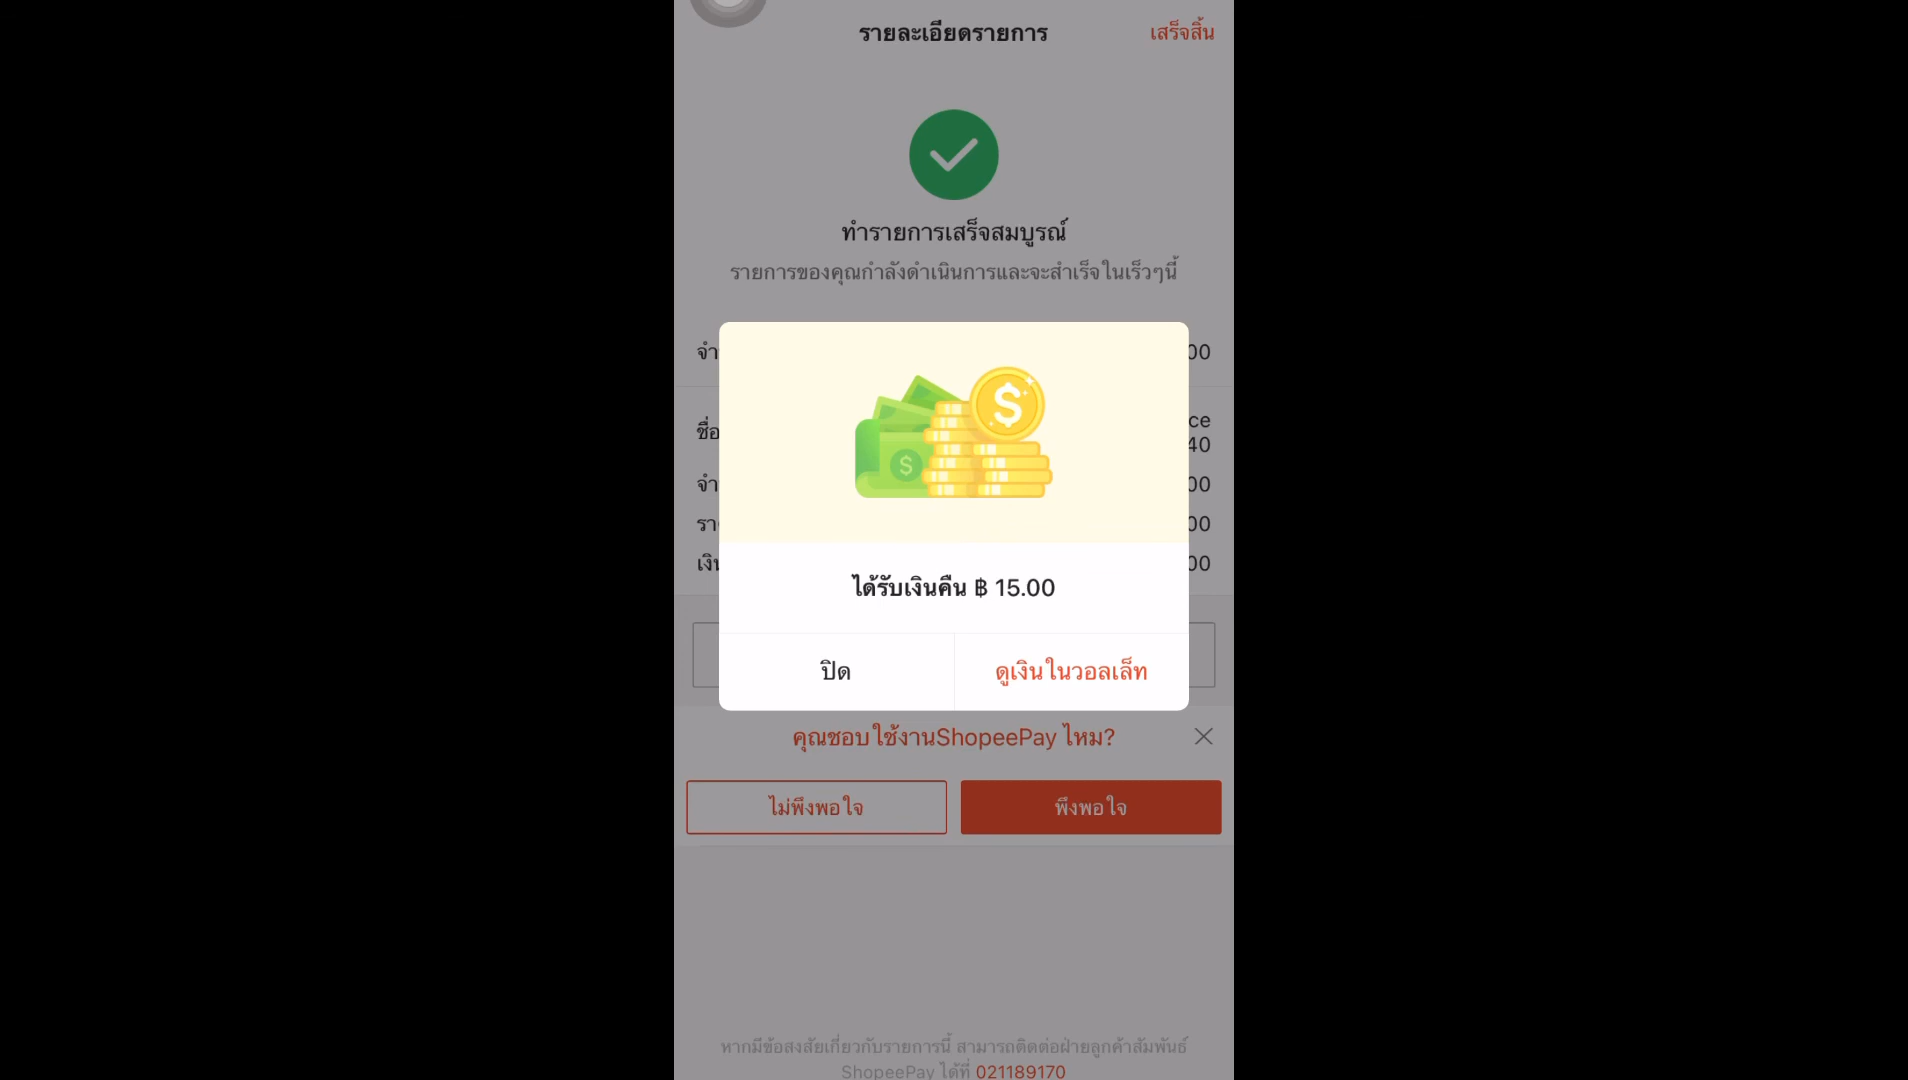 รายละเอียดรายการ
เสร็จสิ้น
ทำรายการเสร็จสมบูรณ์
รายการของคุณกำลังดำเนินการและจะสำเร็จในเร็วๆนี้
ได้รับเงินคืน ฿ 15.00
ปิด
ดูเงินในวอลเล็ท
คุณชอบใช้งานShopeePay ไหม?
ไม่พึงพอใจ
พึงพอใจ
หากมีข้อสงสัยเกี่ยวกับรายการนี้ สามารถติดต่อฝ่ายลูกค้าสัมพันธ์
ShopeePay ได้ที่ 021189170